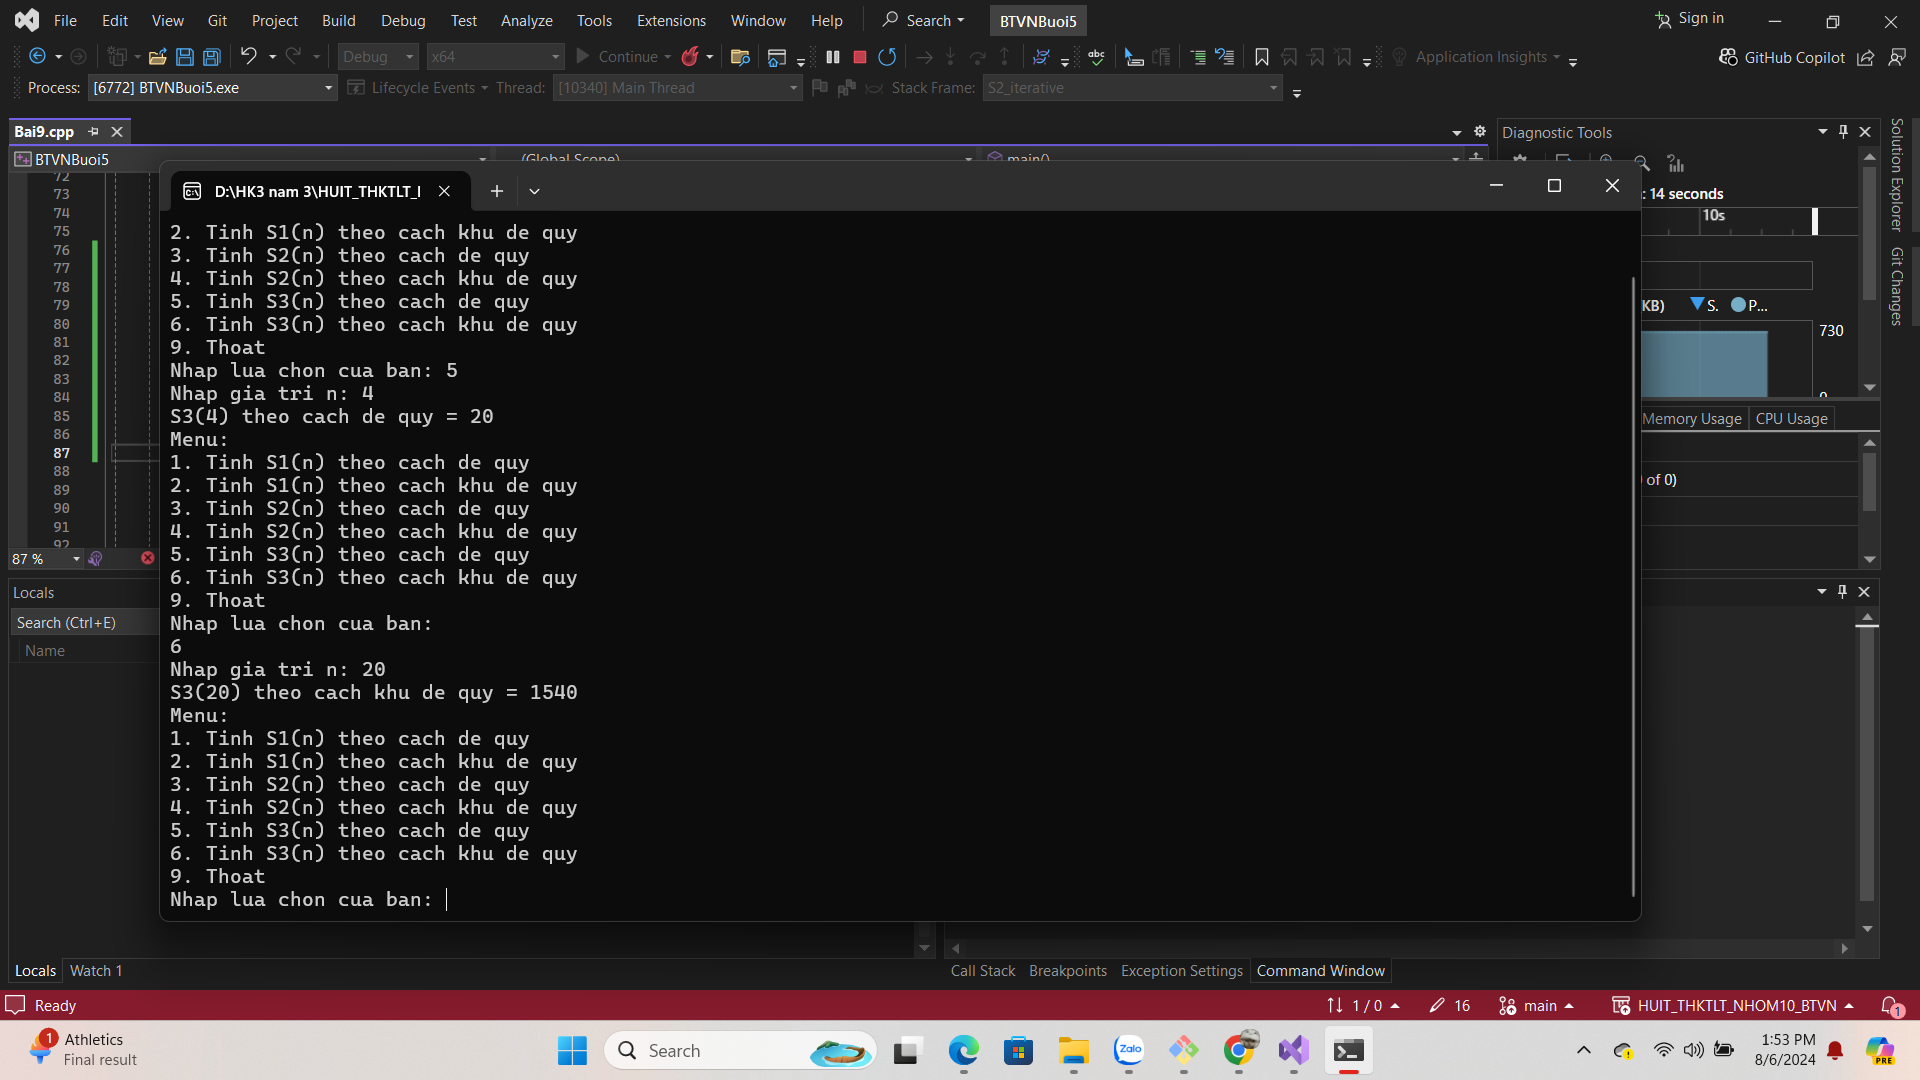 File Edit View Git Project Build Debug Test Analyze Tools Extensions Window Help Search BTVNBuoi5 Sign in
Debug x64 Continue Application Insights GitHub Copilot
Process: [6772] BTVNBuoi5.exe Lifecycle Events Thread: [10340] Main Thread Stack Frame: S2_iterative
Bai9.cpp
BTVNBuoi5 (Global Scope) main()
72
73
74
75
76
77
78
79
80
81
82
83
84
85
86
87
88
89
90
91
92
87 %
D:\HK3 nam 3\HUIT_THKTLT_
2. Tinh S1(n) theo cach khu de quy
3. Tinh S2(n) theo cach de quy
4. Tinh S2(n) theo cach khu de quy
5. Tinh S3(n) theo cach de quy
6. Tinh S3(n) theo cach khu de quy
9. Thoat
Nhap lua chon cua ban: 5
Nhap gia tri n: 4
S3(4) theo cach de quy = 20
Menu:
1. Tinh S1(n) theo cach de quy
2. Tinh S1(n) theo cach khu de quy
3. Tinh S2(n) theo cach de quy
4. Tinh S2(n) theo cach khu de quy
5. Tinh S3(n) theo cach de quy
6. Tinh S3(n) theo cach khu de quy
9. Thoat
Nhap lua chon cua ban:
6
Nhap gia tri n: 20
S3(20) theo cach khu de quy = 1540
Menu:
1. Tinh S1(n) theo cach de quy
2. Tinh S1(n) theo cach khu de quy
3. Tinh S2(n) theo cach de quy
4. Tinh S2(n) theo cach khu de quy
5. Tinh S3(n) theo cach de quy
6. Tinh S3(n) theo cach khu de quy
9. Thoat
Nhap lua chon cua ban:
Diagnostic Tools
: 14 seconds
10s
KB) S. P...
730
0
Memory Usage CPU Usage
of 0)
Solution Explorer
Git Changes
Locals
Search (Ctrl+E)
Name
Locals Watch 1
Call Stack Breakpoints Exception Settings Command Window
Ready 1 / 0 16 main HUIT_THKTLT_NHOM10_BTVN 1
1 Athletics
Final result
Search
Zalo
1:53 PM
8/6/2024
PRE